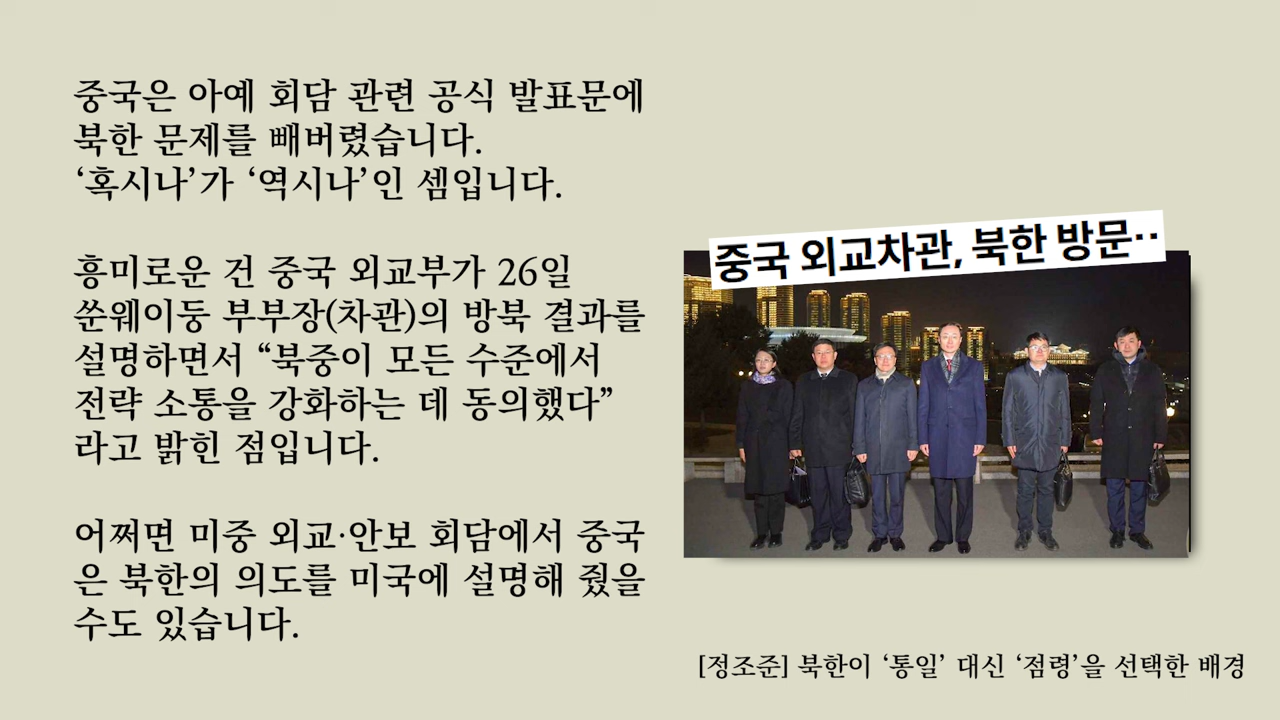 중국은 아예 회담 관련 공식 발표문에
북한 문제를 빼버렸습니다.
‘혹시나’가 ‘역시나’인 셈입니다.
흥미로운 건 중국 외교부가 26일
쑨웨이둥 부부장(차관)의 방북 결과를
설명하면서 “북중이 모든 수준에서
전략 소통을 강화하는 데 동의했다”
라고 밝힌 점입니다.
어쩌면 미중 외교·안보 회담에서 중국
은 북한의 의도를 미국에 설명해 줬을
수도 있습니다.
중국 외교차관, 북한 방문··
[정조준] 북한이 ‘통일’ 대신 ‘점령’을 선택한 배경